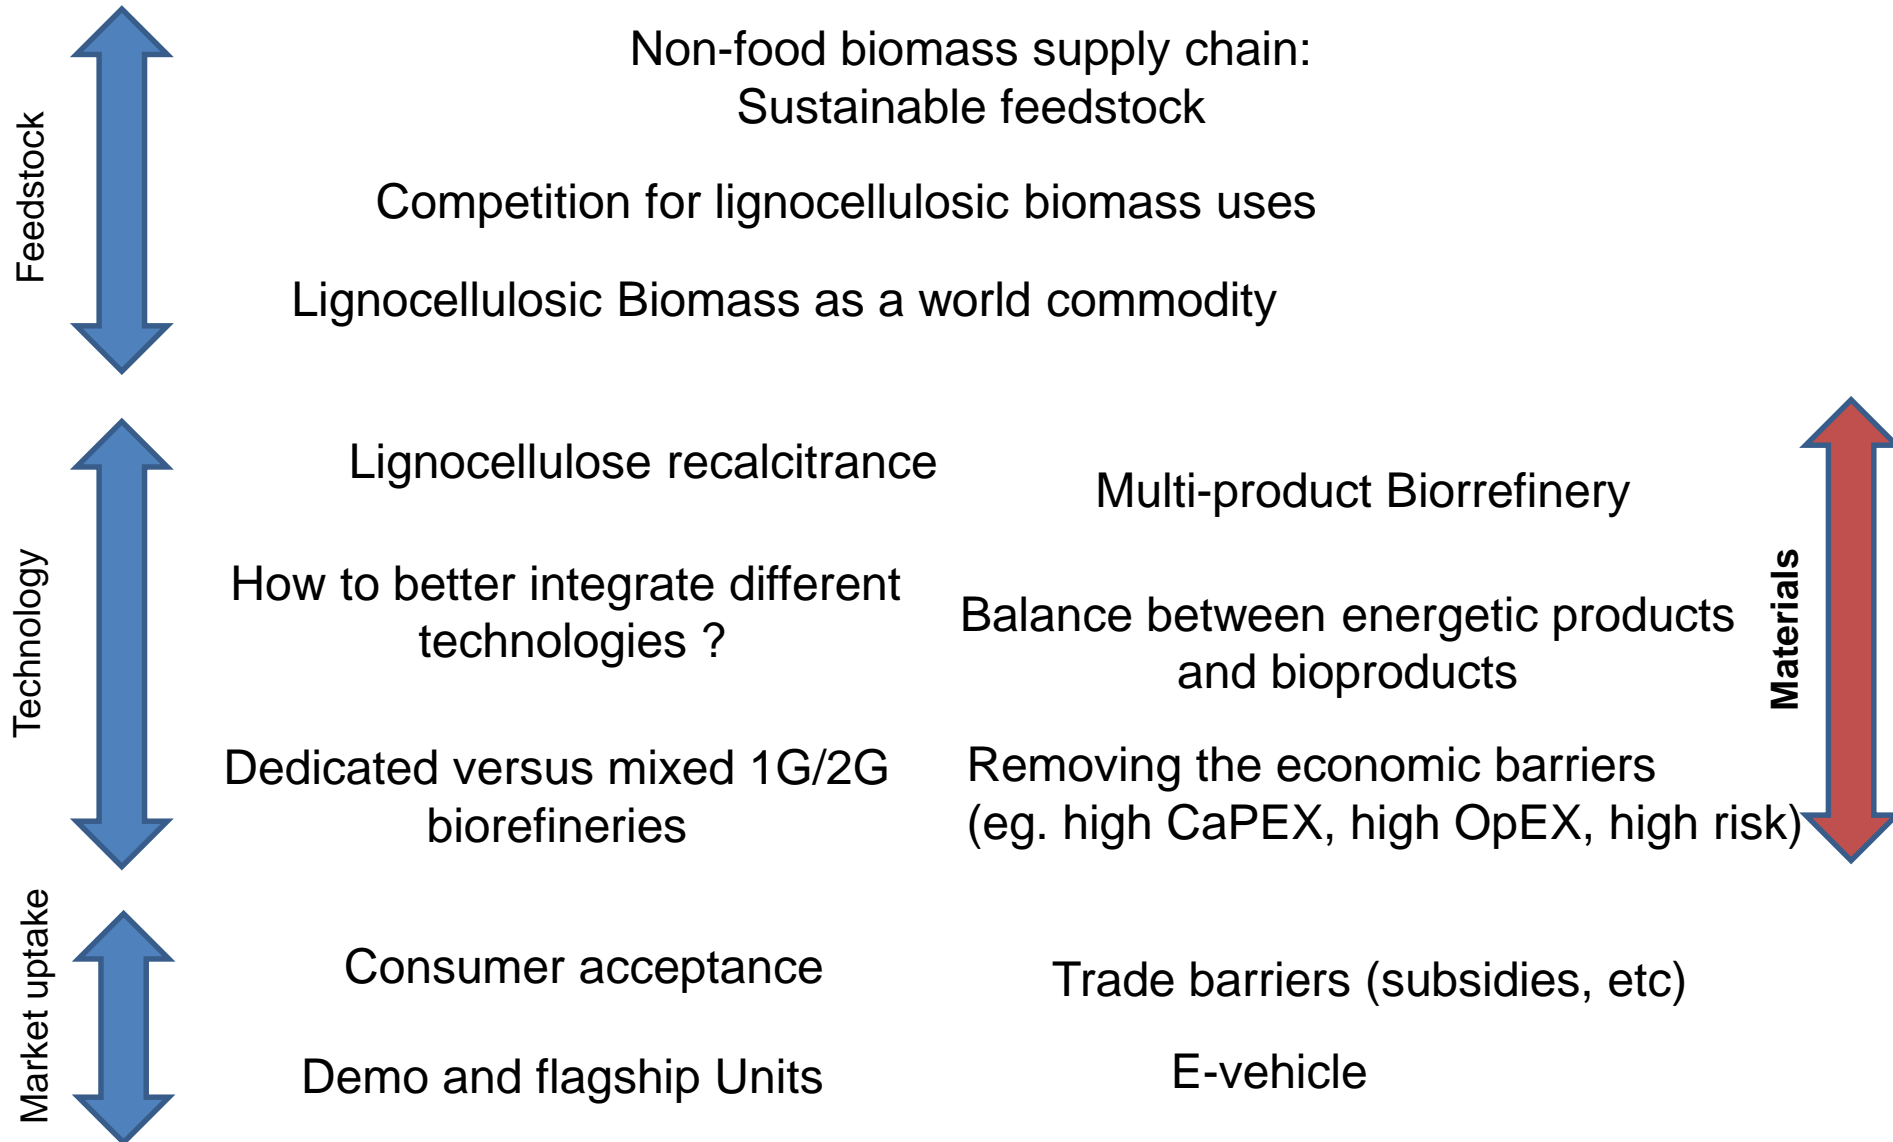 Feedstock
Non-food biomass supply chain:
Sustainable feedstock
Competition for lignocellulosic biomass uses
Lignocellulosic Biomass as a world commodity
Technology
Lignocellulose recalcitrance
How to better integrate different
technologies ?
Dedicated versus mixed 1G/2G
biorefineries
Multi-product Biorrefinery
Balance between energetic products
and bioproducts
Removing the economic barriers
(eg. high CaPEX, high OpEX, high risk)
Materials
Market uptake
Consumer acceptance
Demo and flagship Units
Trade barriers (subsidies, etc)
E-vehicle